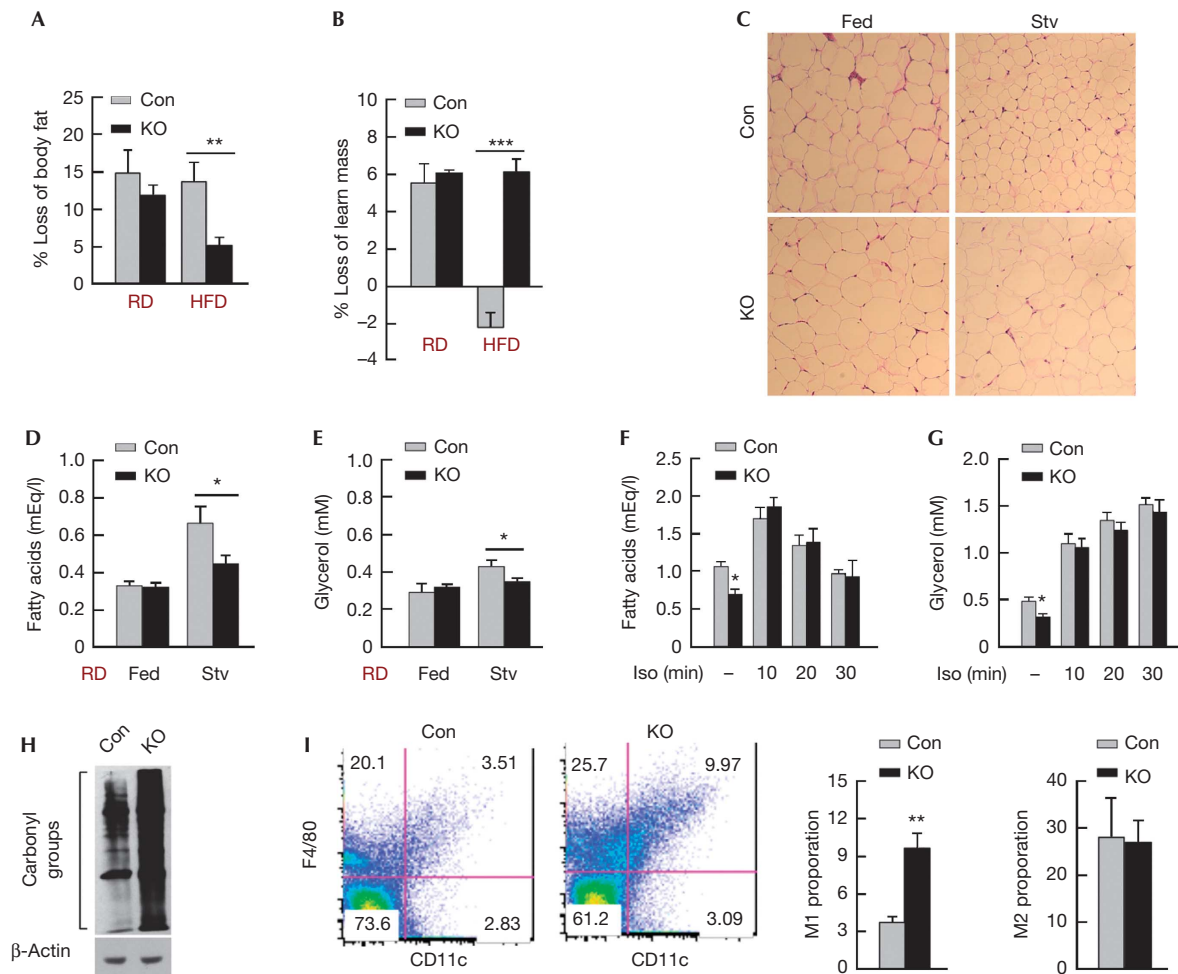 A
25
20
15
10
5
0
% Loss of body fat
Con
KO
**
RD
HFD
B
10
8
6
4
2
0
–2
–4
% Loss of learn mass
Con
KO
***
RD
HFD
C
Fed
Stv
Con
KO
D
1.0
0.8
0.6
0.4
0.2
0
Fatty acids (mEq/l)
Con
KO
*
RD
Fed
Stv
E
1.0
0.8
0.6
0.4
0.2
0
Glycerol (mM)
Con
KO
*
RD
Fed
Stv
F
2.5
2.0
1.5
1.0
0.5
0
Fatty acids (mEq/l)
Con
KO
*
Iso (min) – 10 20 30
G
2.0
1.5
1.0
0.5
0
Glycerol (mM)
Con
KO
*
Iso (min) – 10 20 30
H
Con
KO
Carbonyl
groups
β-Actin
I
Con
20.1
3.51
73.6
2.83
F4/80
CD11c
KO
25.7
9.97
61.2
3.09
CD11c
Con
KO
15
12
9
6
3
0
M1 proporation
**
Con
KO
40
30
20
10
0
M2 proporation